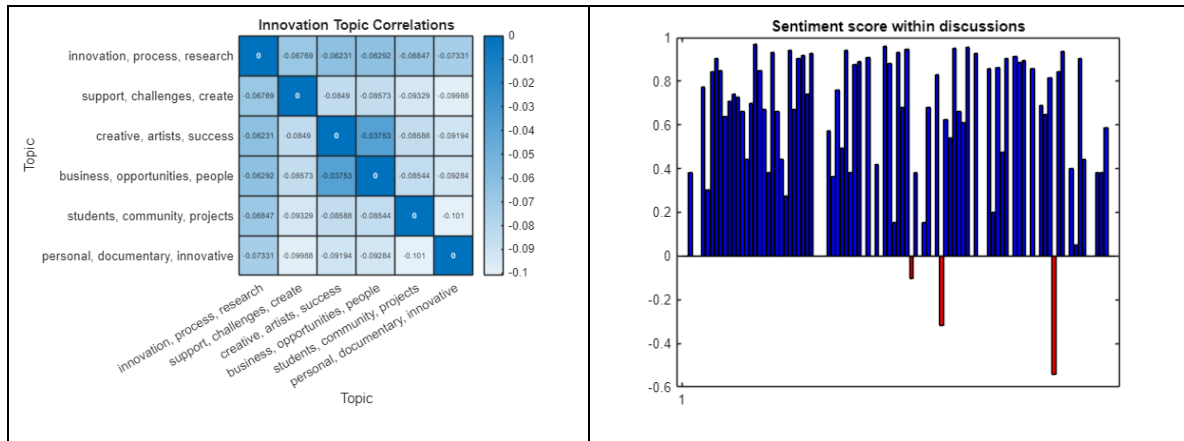 Innovation Topic Correlations
Topic
innovation, process, research
0 -0.06769 -0.06231 -0.06292 -0.06847 -0.07331
support, challenges, create
-0.06769 0 -0.0849 -0.08573 -0.09329 -0.09988
creative, artists, success
-0.06231 -0.0849 0 -0.03753 -0.08588 -0.09194
business, opportunities, people
-0.06292 -0.08573 -0.03753 0 -0.08544 -0.09284
students, community, projects
-0.06847 -0.09329 -0.08588 -0.08544 0 -0.101
personal, documentary, innovative
-0.07331 -0.09988 -0.09194 -0.09284 -0.101 0
innovation, process, research
support, challenges, create
creative, artists, success
business, opportunities, people
students, community, projects
personal, documentary, innovative
Topic
0
-0.01
-0.02
-0.03
-0.04
-0.05
-0.06
-0.07
-0.08
-0.09
-0.1
Sentiment score within discussions
1
0.8
0.6
0.4
0.2
0
-0.2
-0.4
-0.6
1